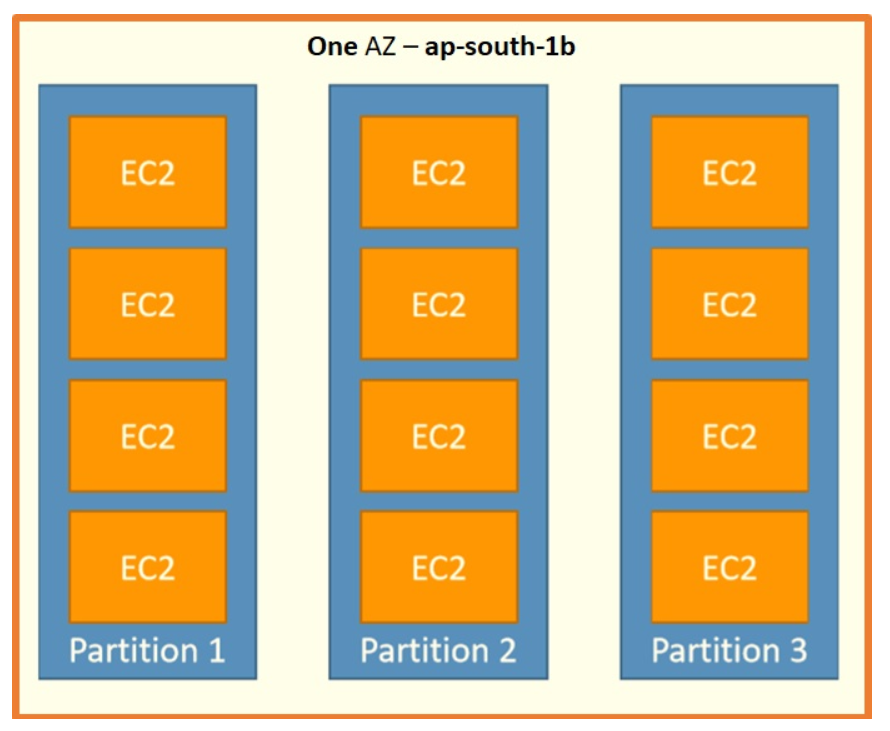 One AZ – ap-south-1b
EC2
EC2
EC2
EC2
Partition 1
EC2
EC2
EC2
EC2
Partition 2
EC2
EC2
EC2
EC2
Partition 3